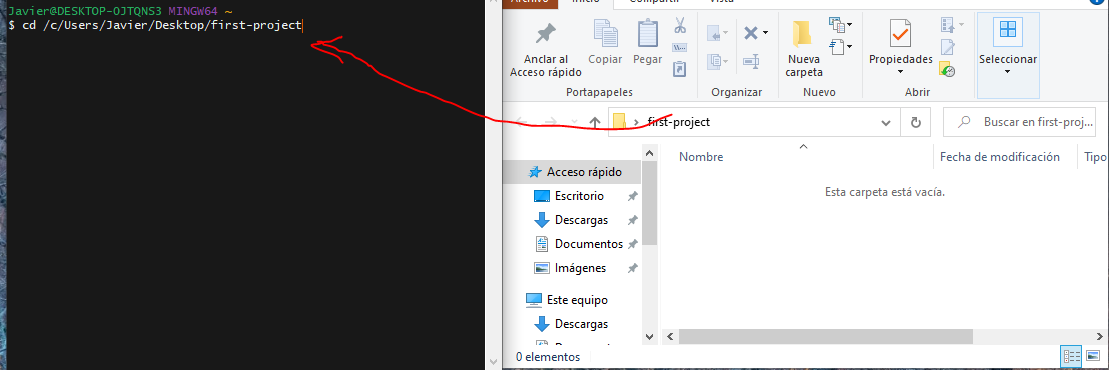 Javier@DESKTOP-OJTQNS3 MINGW64 ~
$ cd /c/Users/Javier/Desktop/first-project
Archivo Inicio Compartir Vista
Anclar al
Acceso rápido
Copiar
Pegar
Portapapeles
Organizar
Nueva
carpeta
Nuevo
Propiedades
Abrir
Seleccionar
first-project
Buscar en first-proj...
Nombre
Fecha de modificación
Tipo
Esta carpeta está vacía.
Acceso rápido
Escritorio
Descargas
Documentos
Imágenes
Este equipo
Descargas
0 elementos